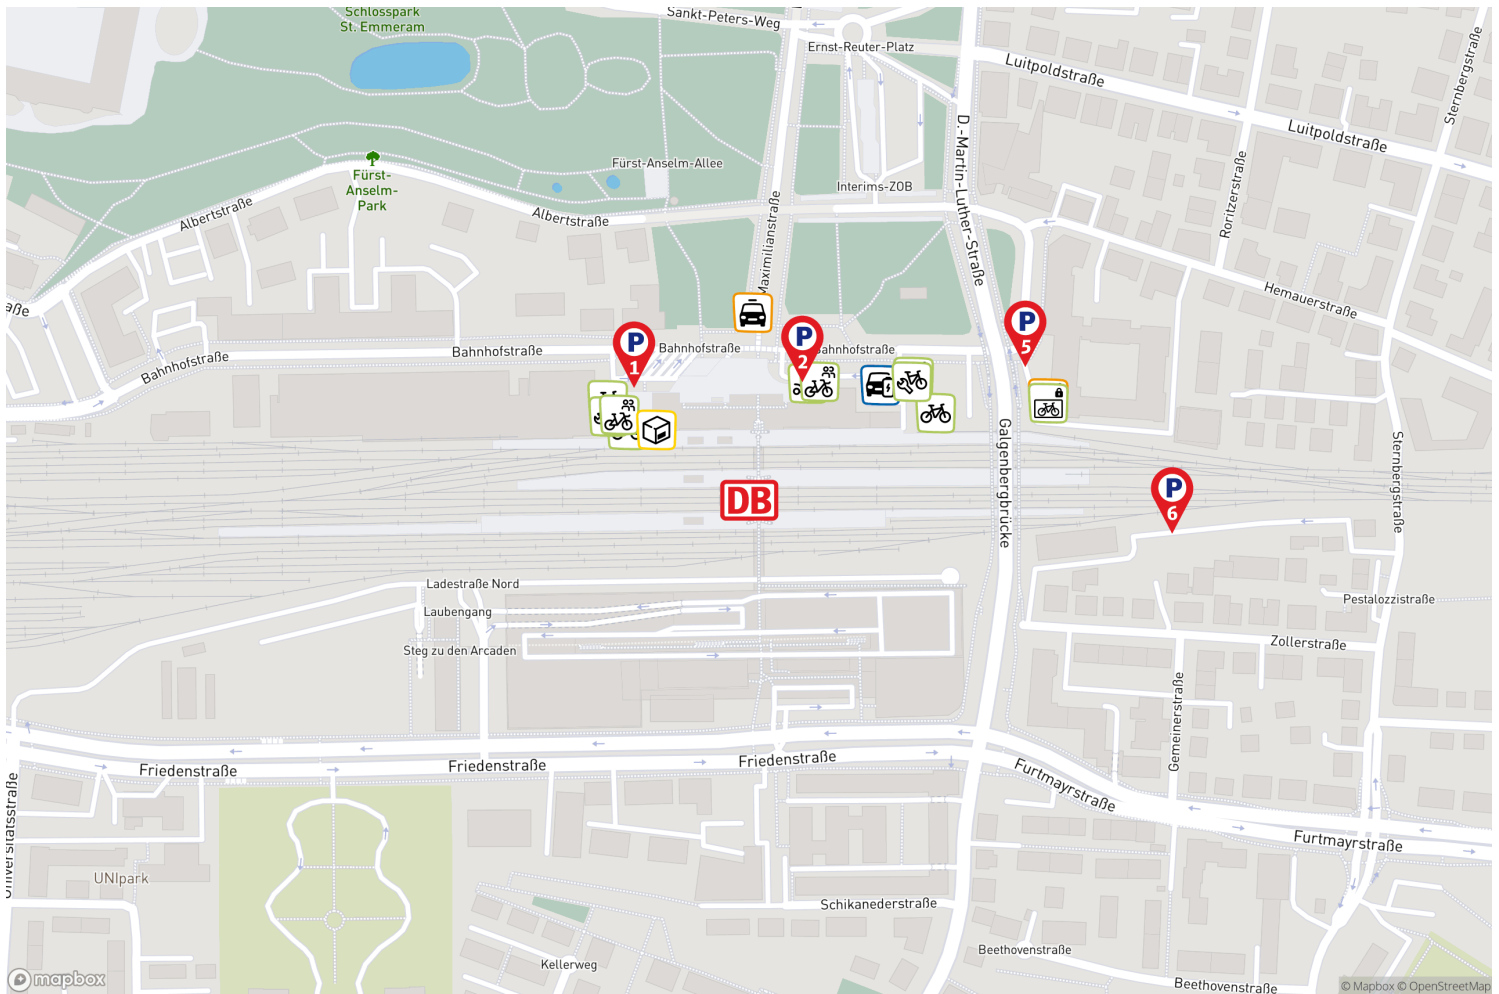 Schlosspark
St. Emmeram
Sankt-Peters-Weg
Ernst-Reuter-Platz
Luitpoldstraße
Luitpoldstraße
Sternbergstraße
D.-Martin-Luther-Straße
Roritzerstraße
Fürst-
Anselm-
Park
Fürst-Anselm-Allee
Interims-ZOB
Albertstraße
Albertstraße
Maximilianstraße
Hemauerstraße
aße
Bahnhofstraße
Bahnhofstraße
Bahnhofstraße
Bahnhofstraße
P
1
P
2
P
5
P
6
DB
Galgenbergbrücke
Sternbergstraße
Ladestraße Nord
Laubengang
Steg zu den Arcaden
Pestalozzistraße
Zollerstraße
Gemeinerstraße
Friedenstraße
Friedenstraße
Friedenstraße
Furtmayrstraße
Furtmayrstraße
Universitätsstraße
UNIpark
Schikanederstraße
Kellerweg
Beethovenstraße
Beethovenstraße
mapbox
© Mapbox © OpenStreetMap